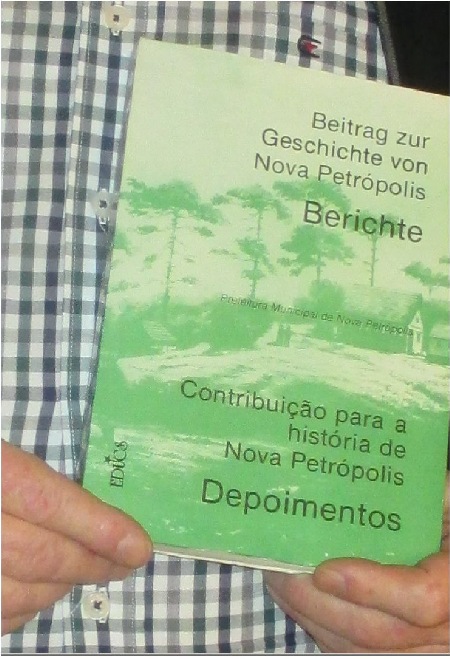 Beitrag zur
Geschichte von
Nova Petrópolis
Berichte
Prefeitura Municipal de Nova Petrópolis
Contribuição para a
história de
Nova Petrópolis
Depoimentos
EDUCS